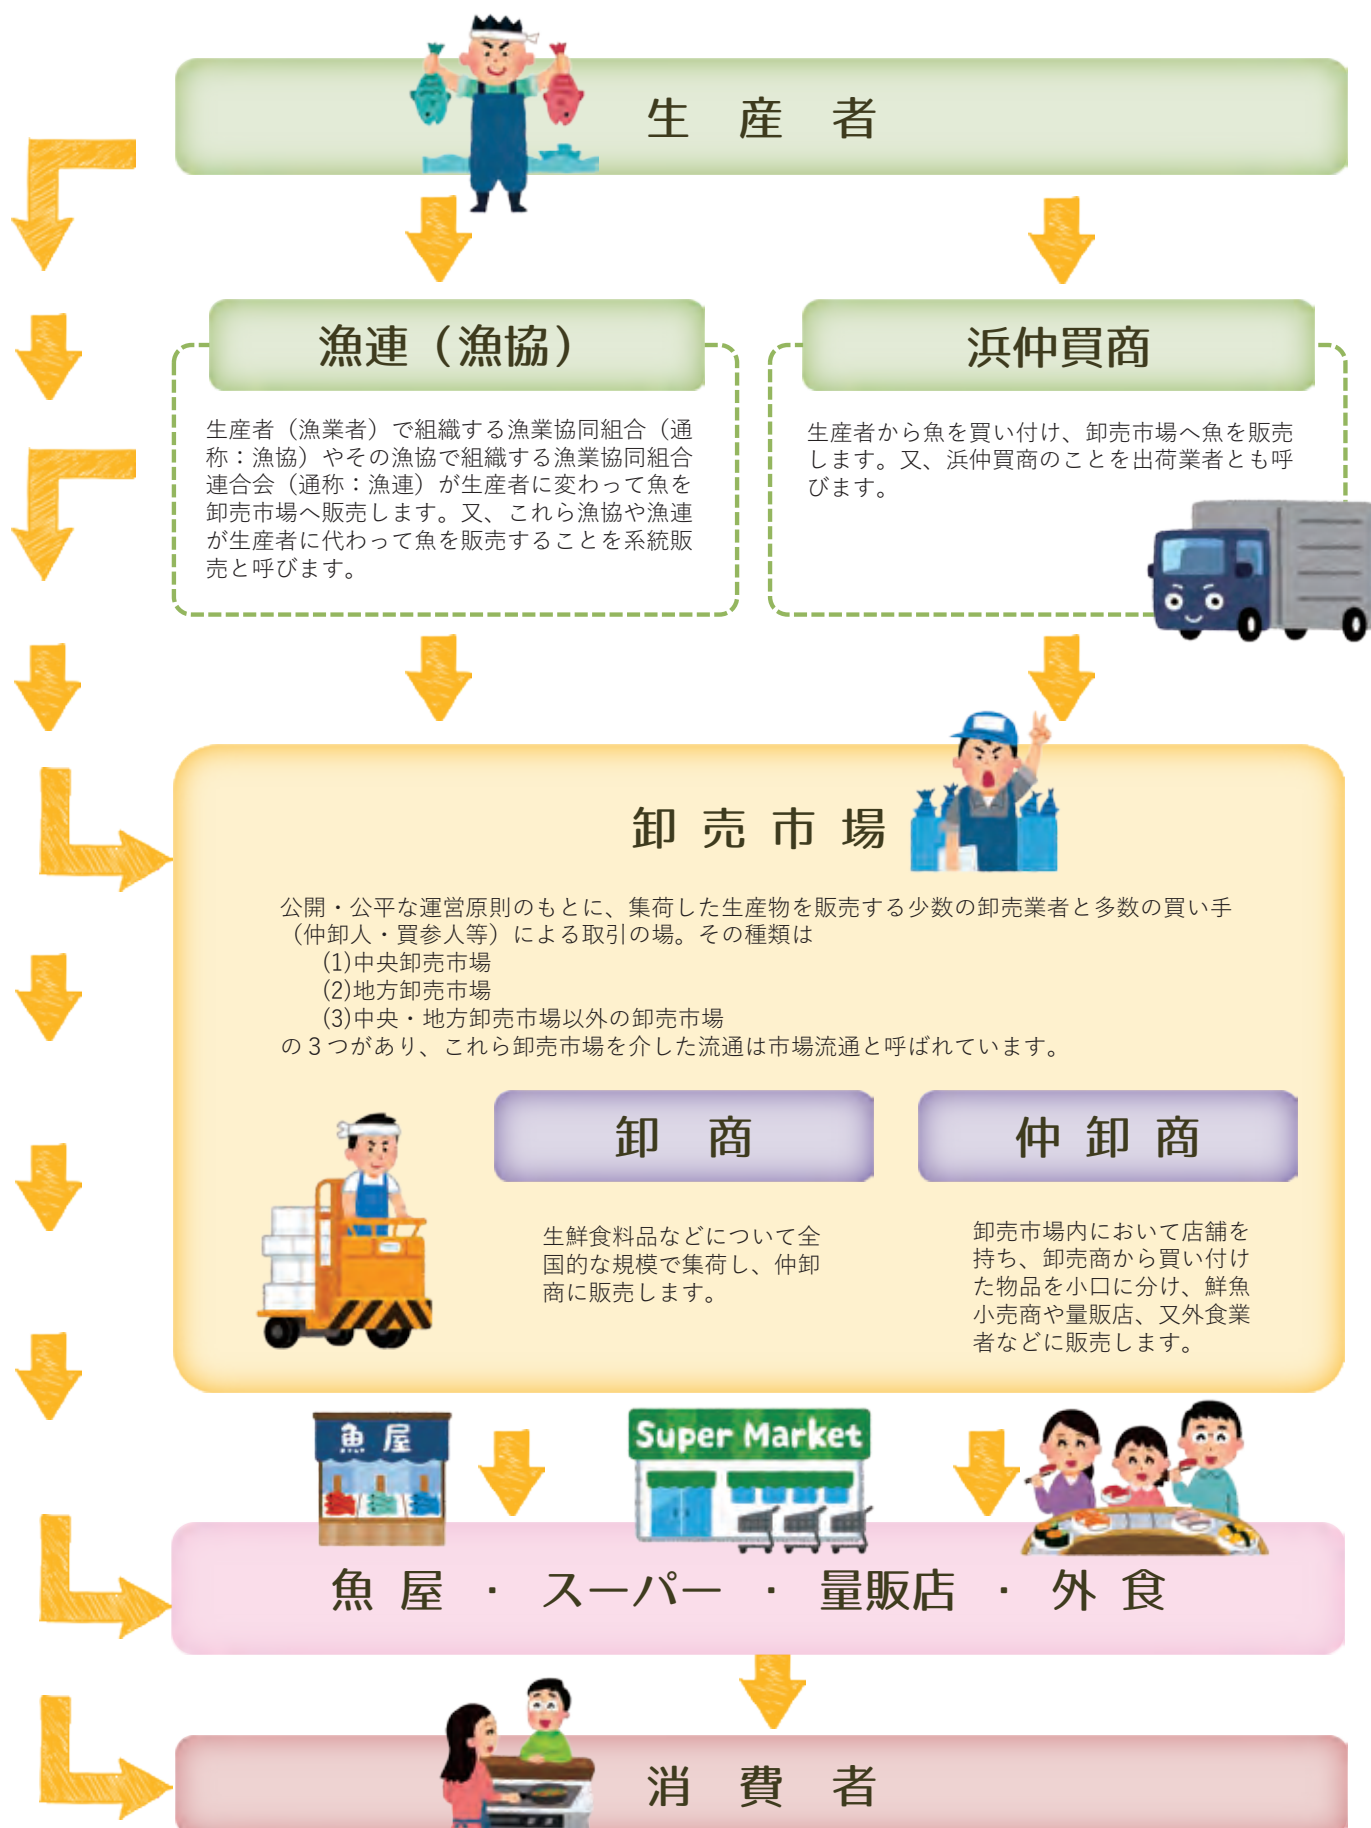 生産者
漁連（漁協）
生産者（漁業者）で組織する漁業協同組合（通
称：漁協）やその漁協で組織する漁業協同組合
連合会（通称：漁連）が生産者に変わって魚を
卸売市場へ販売します。又、これら漁協や漁連
が生産者に代わって魚を販売することを系統販
売と呼びます。
浜仲買商
生産者から魚を買い付け、卸売市場へ魚を販売
します。又、浜仲買商のことを出荷業者とも呼
びます。
卸売市場
公開・公平な運営原則のもとに、集荷した生産物を販売する少数の卸売業者と多数の買い手
（仲卸人・買参人等）による取引の場。その種類は
(1)中央卸売市場
(2)地方卸売市場
(3)中央・地方卸売市場以外の卸売市場
の３つがあり、これら卸売市場を介した流通は市場流通と呼ばれています。
卸商
生鮮食料品などについて全
国的な規模で集荷し、仲卸
商に販売します。
仲卸商
卸売市場内において店舗を
持ち、卸売商から買い付け
た物品を小口に分け、鮮魚
小売商や量販店、又外食業
者などに販売します。
魚屋
Super Market
魚屋・スーパー・量販店・外食
消費者